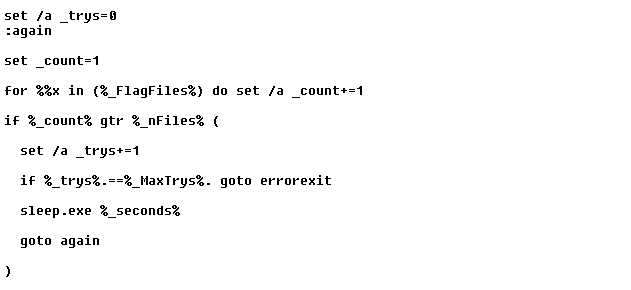 set /a _trys=0
:again
set _count=1
for %%x in (%_FlagFiles%) do set /a _count+=1
if %_count% gtr %_nFiles% (
set /a _trys+=1
if %_trys%.==%_MaxTrys%. goto errorexit
sleep.exe %_seconds%
goto again
)